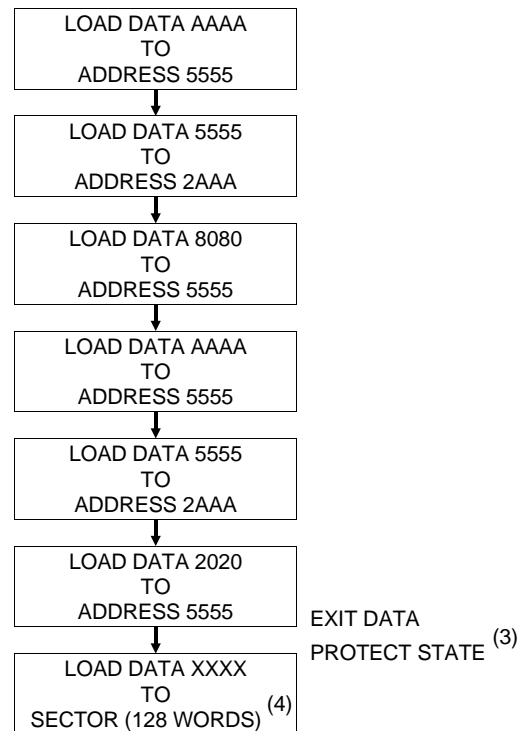 LOAD DATA AAAA
TO
ADDRESS 5555
LOAD DATA 5555
TO
ADDRESS 2AAA
LOAD DATA 8080
TO
ADDRESS 5555
LOAD DATA AAAA
TO
ADDRESS 5555
LOAD DATA 5555
TO
ADDRESS 2AAA
LOAD DATA 2020
TO
ADDRESS 5555
EXIT DATA
PROTECT STATE (3)
LOAD DATA XXXX
TO
SECTOR (128 WORDS) (4)